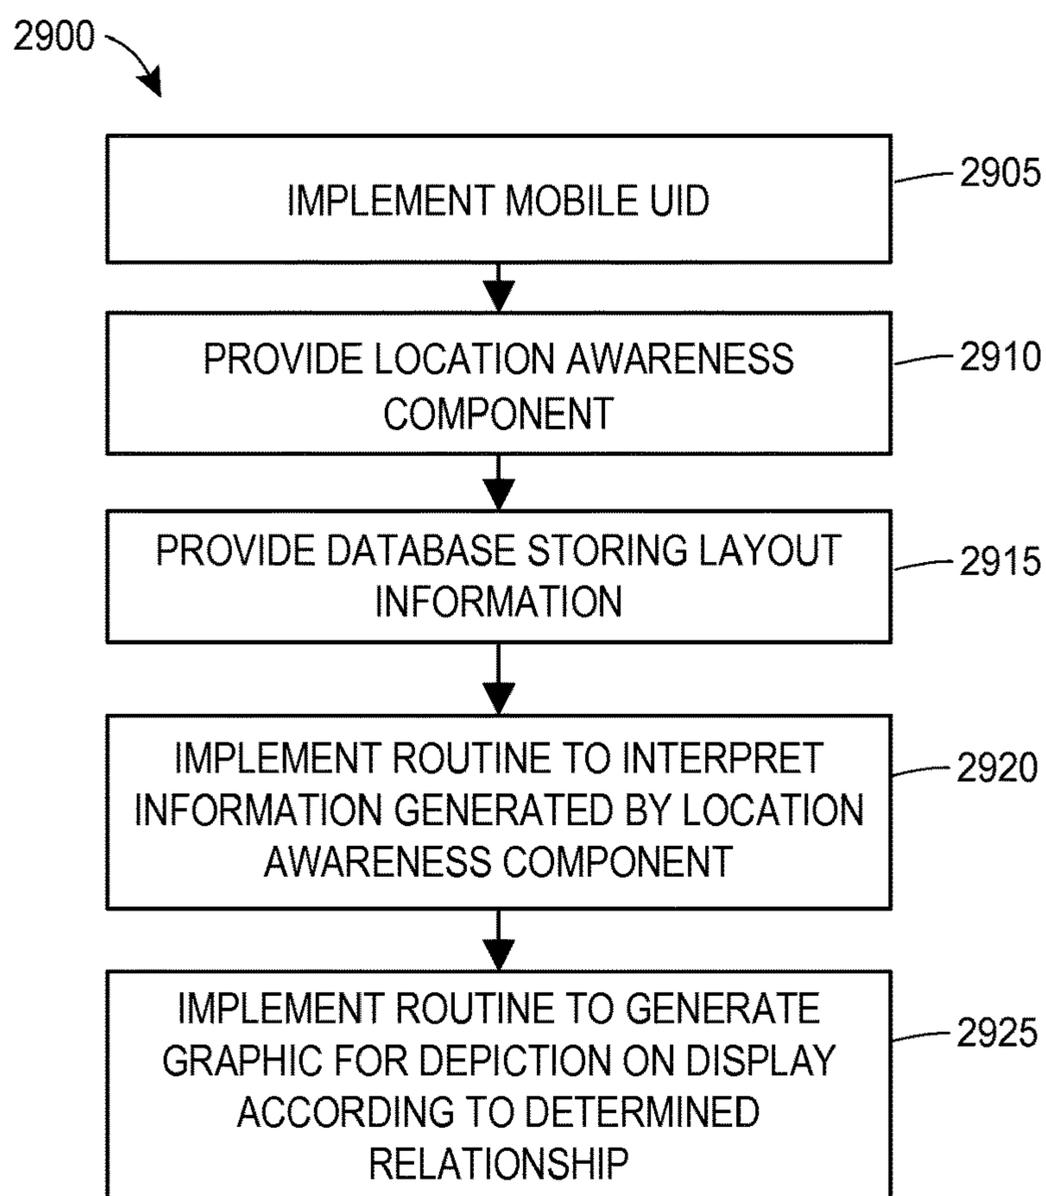 2900
IMPLEMENT MOBILE UID
2905
PROVIDE LOCATION AWARENESS
COMPONENT
2910
PROVIDE DATABASE STORING LAYOUT
INFORMATION
2915
IMPLEMENT ROUTINE TO INTERPRET
INFORMATION GENERATED BY LOCATION
AWARENESS COMPONENT
2920
IMPLEMENT ROUTINE TO GENERATE
GRAPHIC FOR DEPICTION ON DISPLAY
ACCORDING TO DETERMINED
RELATIONSHIP
2925